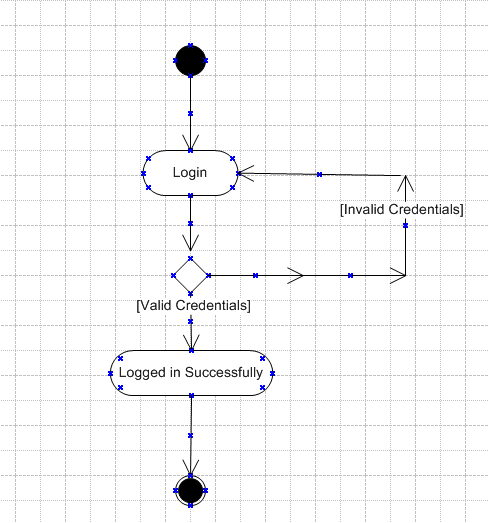 Login
[Invalid Credentials]
[Valid Credentials]
Logged in Successfully